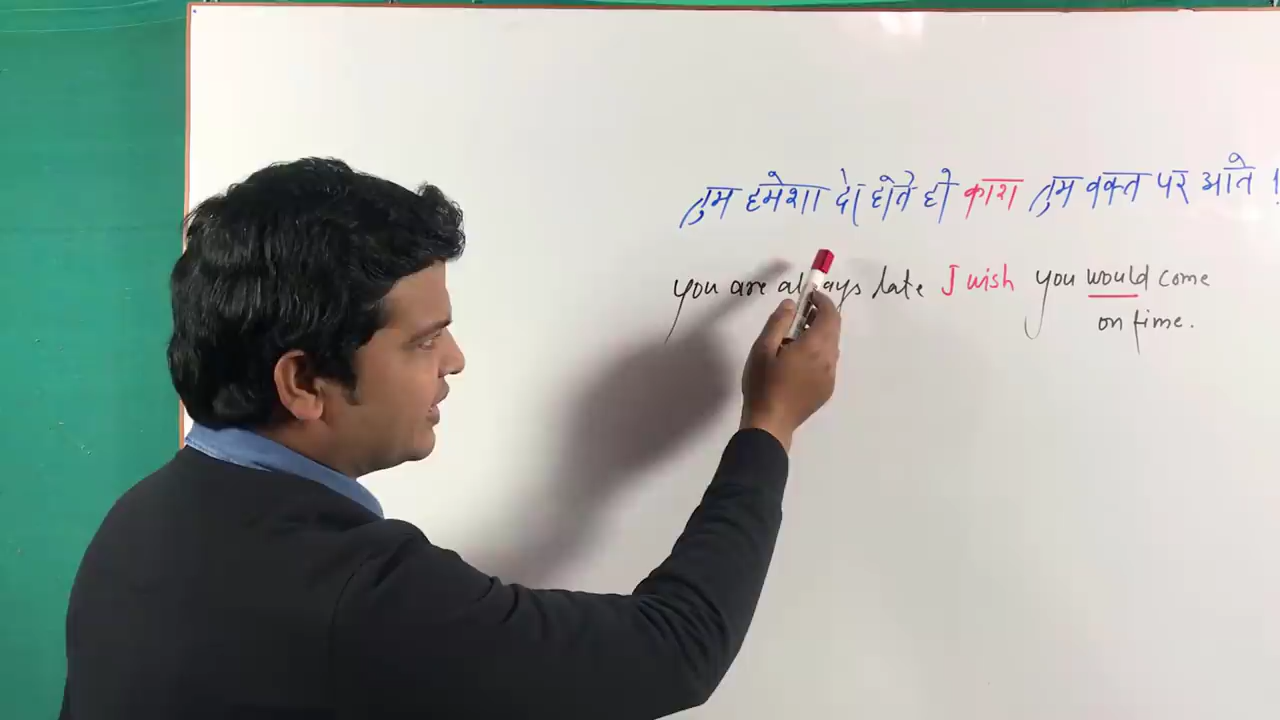 तुम हमेशा देर होते हो काश तुम वक्त पर आते !
you are always late I wish you would come
on time.